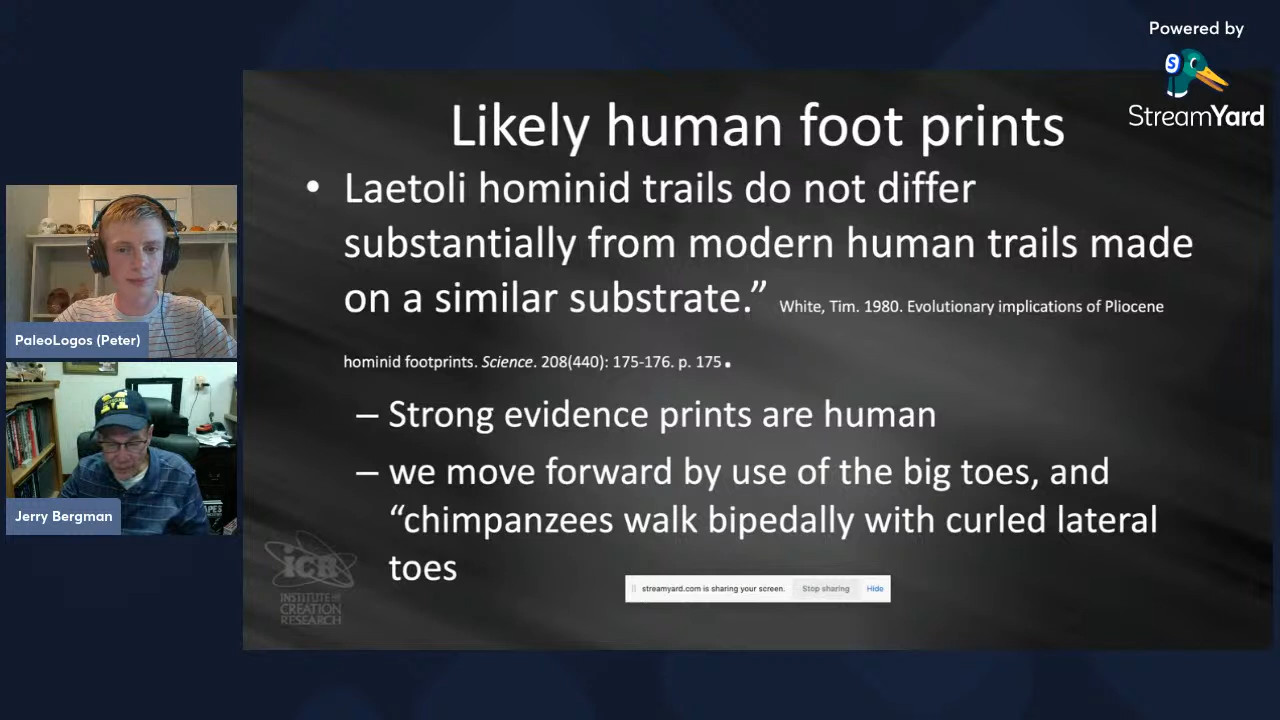 Powered by
StreamYard
Likely human foot prints
• Laetoli hominid trails do not differ
substantially from modern human trails made
on a similar substrate.” White, Tim. 1980. Evolutionary implications of Pliocene
hominid footprints. Science. 208(440): 175-176. p. 175.
– Strong evidence prints are human
– we move forward by use of the big toes, and
“chimpanzees walk bipedally with curled lateral
toes
PaleoLogos (Peter)
Jerry Bergman
streamyard.com is sharing your screen. Stop sharing Hide
ICR
INSTITUTE for
CREATION
RESEARCH